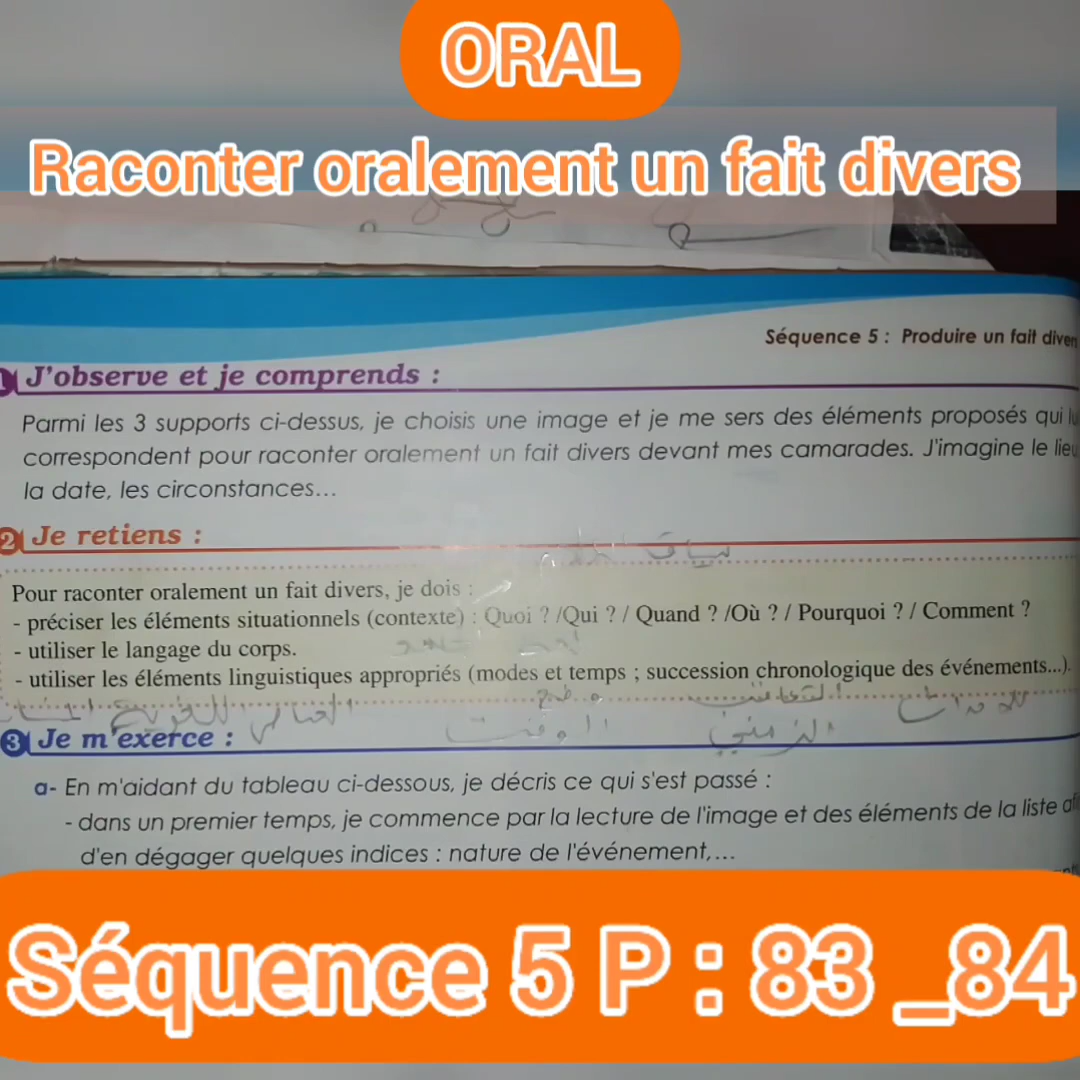 ORAL
Raconter oralement un fait divers
Séquence 5 : Produire un fait diver
1 J'observe et je comprends :
Parmi les 3 supports ci-dessus, je choisis une image et je me sers des éléments proposés qui
correspondent pour raconter oralement un fait divers devant mes camarades. J'imagine le
la date, les circonstances...
2 Je retiens :
Pour raconter oralement un fait divers, je dois :
- préciser les éléments situationnels (contexte) : Quoi ? /Qui ? / Quand ? /Où ? / Pourquoi ? / Comment ?
- utiliser le langage du corps.
- utiliser les éléments linguistiques appropriés (modes et temps ; succession chronologique des événements...).
3 Je m'exerce :
a- En m'aidant du tableau ci-dessous, je décris ce qui s'est passé :
- dans un premier temps, je commence par la lecture de l'image et des éléments de la liste
d'en dégager quelques indices : nature de l'événement,...
Séquence 5 P : 83 _84